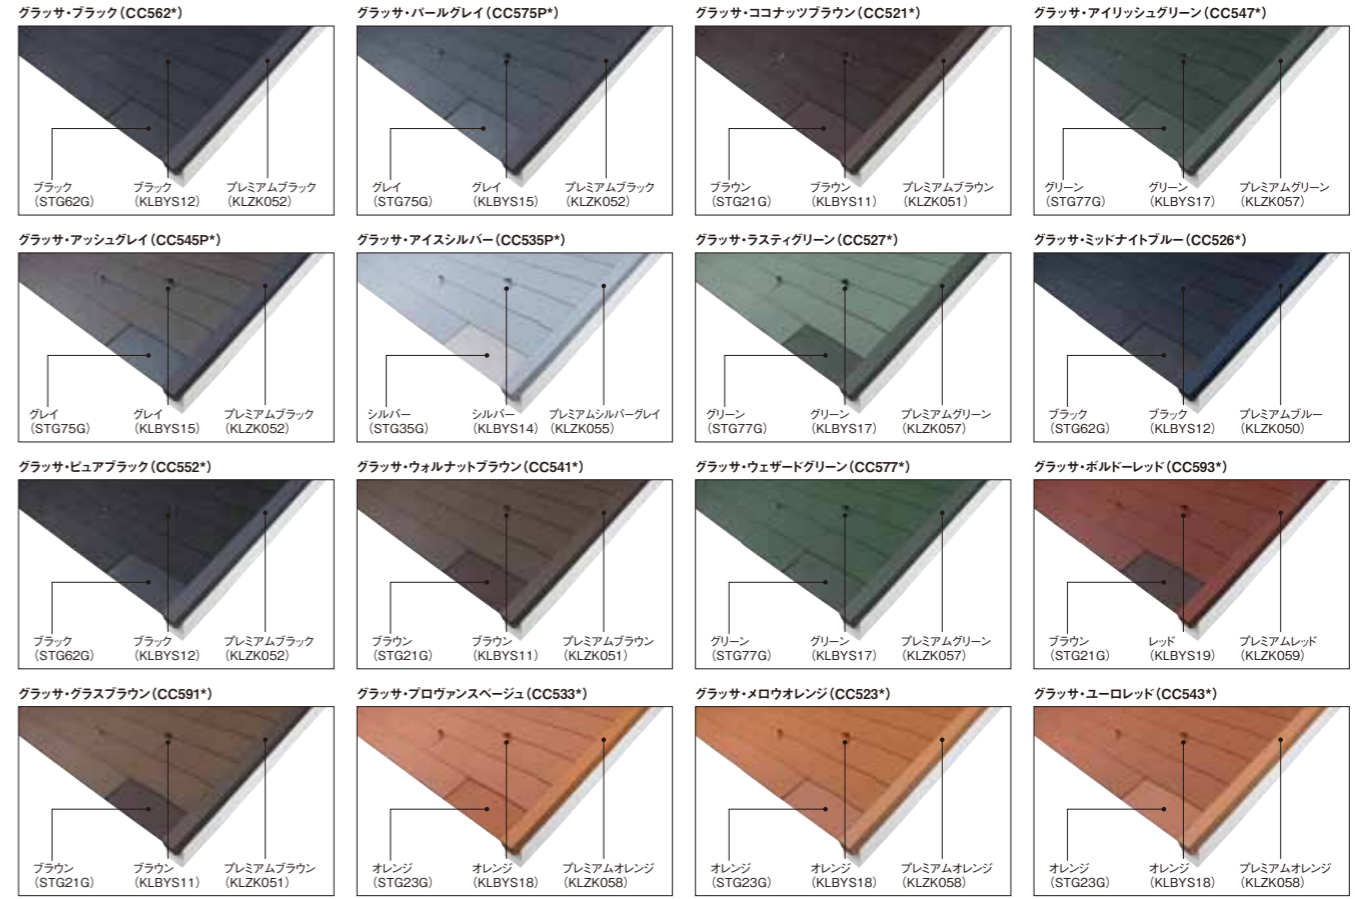 グラッサ・ブラック(CC562*)
ブラック ブラック プレミアムブラック
(STG62G) (KLBYS12) (KLZK052)
グラッサ・パールグレイ(CC575P*)
グレイ グレイ プレミアムブラック
(STG75G) (KLBYS15) (KLZK052)
グラッサ・ココナッツブラウン(CC521*)
ブラウン ブラウン プレミアムブラウン
(STG21G) (KLBYS11) (KLZK051)
グラッサ・アイリッシュグリーン(CC547*)
グリーン グリーン プレミアムグリーン
(STG77G) (KLBYS17) (KLZK057)
グラッサ・アッシュグレイ(CC545P*)
グレイ グレイ プレミアムブラック
(STG75G) (KLBYS15) (KLZK052)
グラッサ・アイスシルバー(CC535P*)
シルバー シルバー プレミアムシルバーグレイ
(STG35G) (KLBYS14) (KLZK055)
グラッサ・ラスティグリーン(CC527*)
グリーン グリーン プレミアムグリーン
(STG77G) (KLBYS17) (KLZK057)
グラッサ・ミッドナイトブルー(CC526*)
ブラック ブラック プレミアムブルー
(STG62G) (KLBYS12) (KLZK050)
グラッサ・ピュアブラック(CC552*)
ブラック ブラック プレミアムブラック
(STG62G) (KLBYS12) (KLZK052)
グラッサ・ウォルナットブラウン(CC541*)
ブラウン ブラウン プレミアムブラウン
(STG21G) (KLBYS11) (KLZK051)
グラッサ・ウェザードグリーン(CC577*)
グリーン グリーン プレミアムグリーン
(STG77G) (KLBYS17) (KLZK057)
グラッサ・ボルドーレッド(CC593*)
ブラウン レッド プレミアムレッド
(STG21G) (KLBYS19) (KLZK059)
グラッサ・グラスブラウン(CC591*)
ブラウン ブラウン プレミアムブラウン
(STG21G) (KLBYS11) (KLZK051)
グラッサ・プロヴァンスベージュ(CC533*)
オレンジ オレンジ プレミアムオレンジ
(STG23G) (KLBYS18) (KLZK058)
グラッサ・メロウオレンジ(CC523*)
オレンジ オレンジ プレミアムオレンジ
(STG23G) (KLBYS18) (KLZK058)
グラッサ・ユーロレッド(CC543*)
オレンジ オレンジ プレミアムオレンジ
(STG23G) (KLBYS18) (KLZK058)